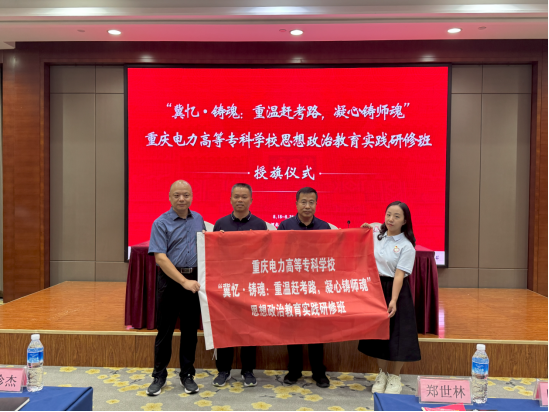 “冀忆·铸魂：重温赶考路，凝心铸师魂”
重庆电力高等专科学校思想政治教育实践研修班
授旗仪式
重庆电力高等专科学校
“冀忆·铸魂：重温赶考路，凝心铸师魂”
思想政治教育实践研修班
郑世林